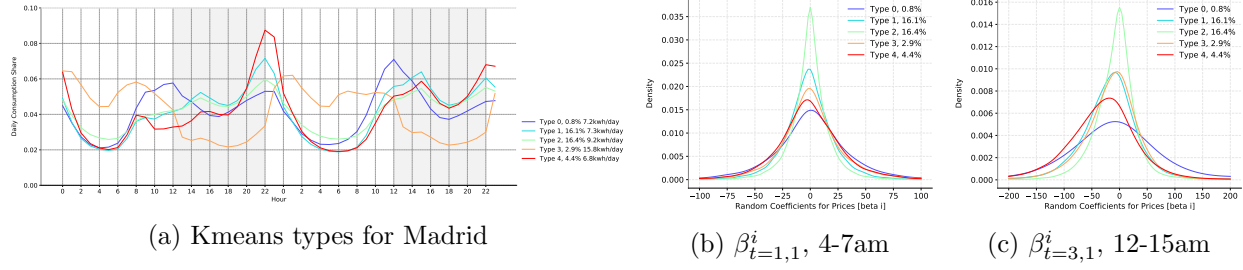 0.10
0.08
0.06
0.04
0.02
0.00
Daily Consumption Share
0 2 4 6 8 10 12 14 16 18 20 22 0 2 4 6 8 10 12 14 16 18 20 22
Hour
Type 0, 0.8% 7.2kwh/day
Type 1, 16.1% 7.3kwh/day
Type 2, 16.4% 9.2kwh/day
Type 3, 2.9% 15.8kwh/day
Type 4, 4.4% 6.8kwh/day
(a) Kmeans types for Madrid
0.035
0.030
0.025
0.020
0.015
0.010
0.005
0.000
Density
Type 0, 0.8%
Type 1, 16.1%
Type 2, 16.4%
Type 3, 2.9%
Type 4, 4.4%
−100 −75 −50 −25 0 25 50 75 100
Random Coefficients for Prices [beta i]
(b) β^i_{t=1,1}, 4-7am
0.016
0.014
0.012
0.010
0.008
0.006
0.004
0.002
0.000
Density
Type 0, 0.8%
Type 1, 16.1%
Type 2, 16.4%
Type 3, 2.9%
Type 4, 4.4%
−200 −150 −100 −50 0 50 100 150 200
Random Coefficients for Prices [beta i]
(c) β^i_{t=3,1}, 12-15am